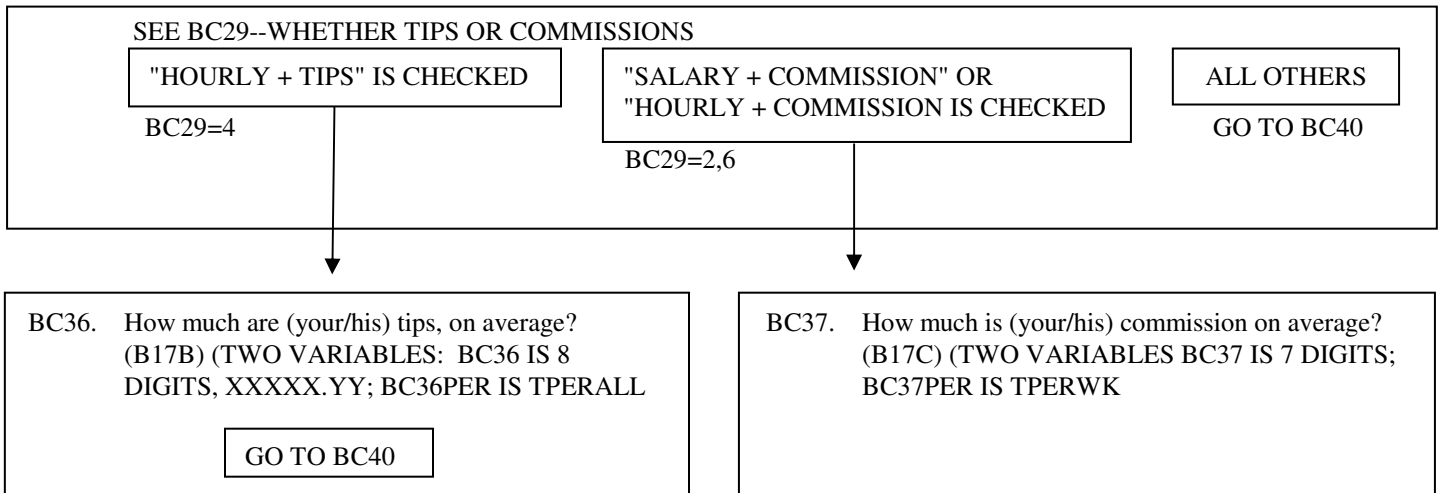 SEE BC29--WHETHER TIPS OR COMMISSIONS
"HOURLY + TIPS" IS CHECKED
BC29=4
"SALARY + COMMISSION" OR
"HOURLY + COMMISSION IS CHECKED
BC29=2,6
ALL OTHERS
GO TO BC40
BC36. How much are (your/his) tips, on average?
(B17B) (TWO VARIABLES: BC36 IS 8
DIGITS, XXXXX.YY; BC36PER IS TPERALL
GO TO BC40
BC37. How much is (your/his) commission on average?
(B17C) (TWO VARIABLES BC37 IS 7 DIGITS;
BC37PER IS TPERWK